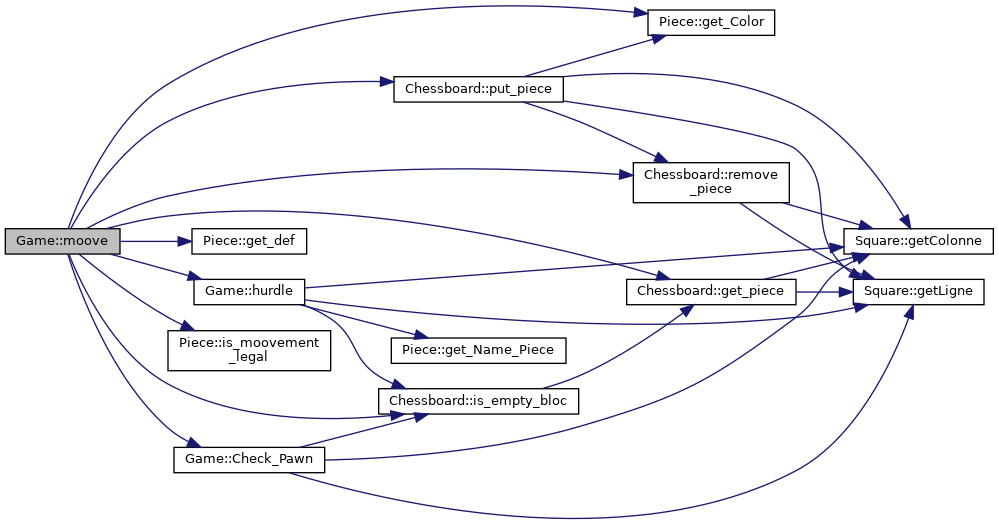 Piece::get_Color
Chessboard::put_piece
Chessboard::remove
_piece
Game::moove
Piece::get_def
Square::getColonne
Game::hurdle
Chessboard::get_piece
Square::getLigne
Piece::is_moovement
_legal
Piece::get_Name_Piece
Chessboard::is_empty_bloc
Game::Check_Pawn